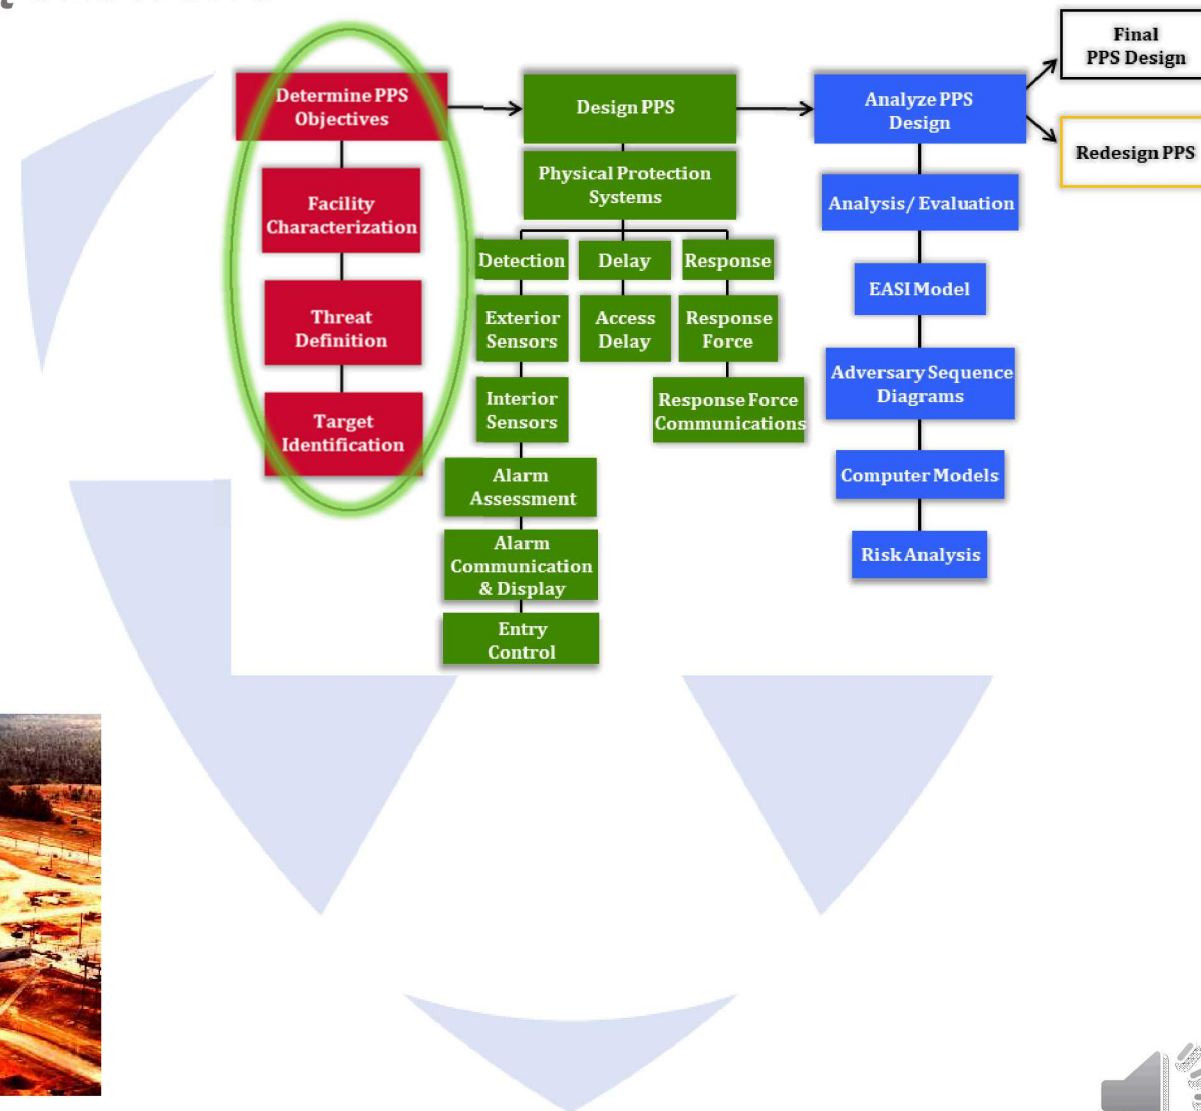 Determine PPS
Objectives
Facility
Characterization
Threat
Definition
Target
Identification
Design PPS
Physical Protection
Systems
Detection
Exterior
Sensors
Interior
Sensors
Alarm
Assessment
Alarm
Communication
& Display
Entry
Control
Delay
Access
Delay
Response
Response
Force
Response Force
Communications
Analyze PPS
Design
Analysis/ Evaluation
EASI Model
Adversary Sequence
Diagrams
Computer Models
Risk Analysis
Final
PPS Design
Redesign PPS